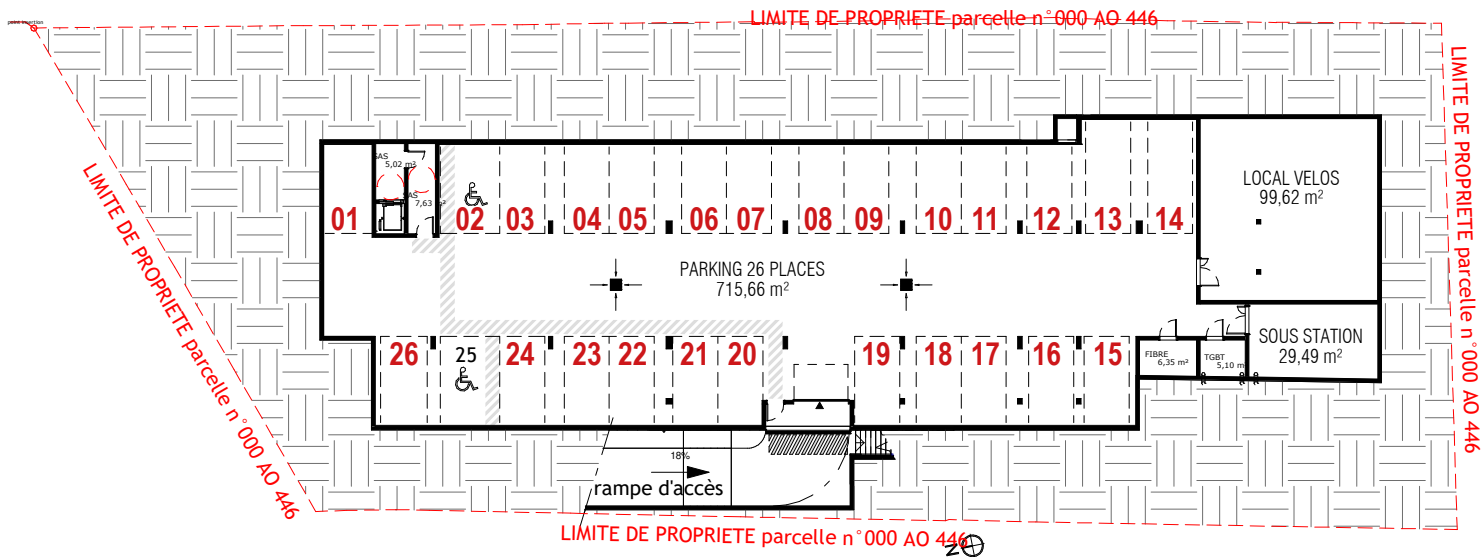 point insertion
LIMITE DE PROPRIETE parcelle n°000 AO 446
LIMITE DE PROPRIETE parcelle n°000 AO 446
LIMITE DE PROPRIETE parcelle n°000 AO 446
SAS
5,02 m²
SAS
7,63 m²
01
02
03
04
05
06
07
08
09
10
11
12
13
14
LOCAL VELOS
99,62 m²
PARKING 26 PLACES
715,66 m²
26
25
24
23
22
21
20
19
18
17
16
15
FIBRE
6,35 m²
TGBT
5,10 m
SOUS STATION
29,49 m²
18%
rampe d'accès
LIMITE DE PROPRIETE parcelle n°000 AO 446
N